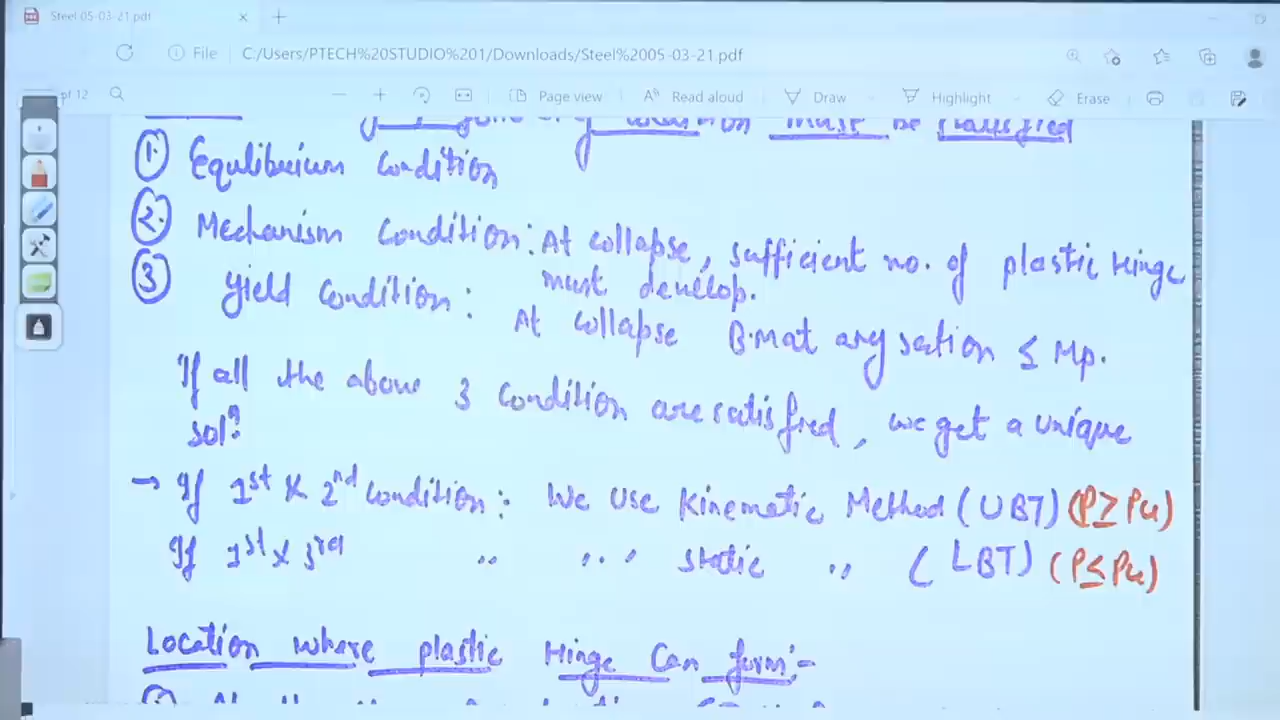 Steel 05-03-21.pdf
File C:/Users/PTECH%20STUDIO%201/Downloads/Steel%2005-03-21.pdf
of 12 Page view Read aloud Draw Highlight Erase
must be satisfied
1. Equlibrium Condition
2. Mechanism Condition: At collapse, sufficient no. of plastic Hinge
must develop.
3 Yield Condition: At collapse B.M at any section ≤ Mp.
If all the above 3 Condition are satisfied, we get a unique
solⁿ.
→ If 1st & 2nd condition:- We Use Kinematic Method (UBT) (P ≥ Pu)
If 1st & 3rd " " " static " (LBT) (P ≤ Pu)
Location where plastic Hinge Can form:-